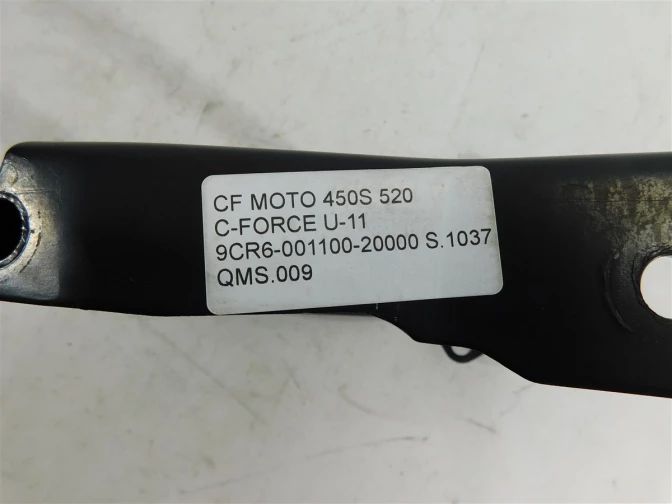 CF MOTO 450S 520
C-FORCE U-11
9CR6-001100-20000 S.1037
QMS.009